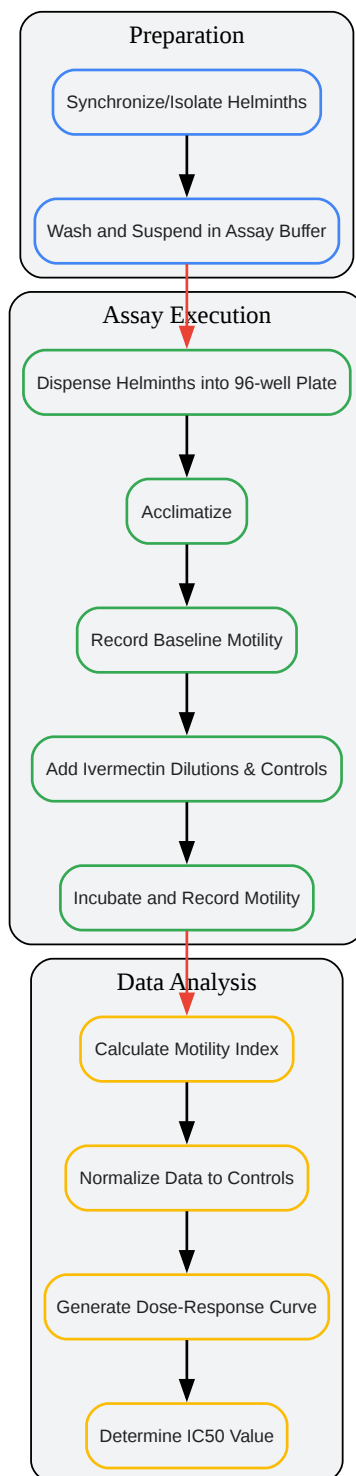 Preparation
Synchronize/Isolate Helminths
Wash and Suspend in Assay Buffer
Assay Execution
Dispense Helminths into 96-well Plate
Acclimatize
Record Baseline Motility
Add Ivermectin Dilutions & Controls
Incubate and Record Motility
Data Analysis
Calculate Motility Index
Normalize Data to Controls
Generate Dose-Response Curve
Determine IC50 Value